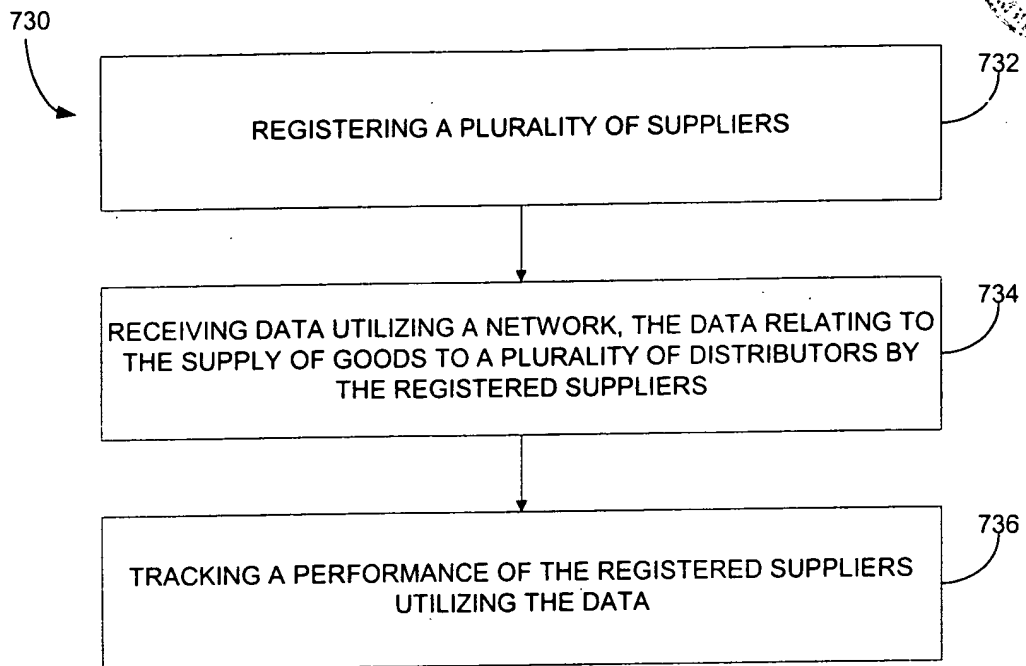 730
732
REGISTERING A PLURALITY OF SUPPLIERS
734
RECEIVING DATA UTILIZING A NETWORK, THE DATA RELATING TO
THE SUPPLY OF GOODS TO A PLURALITY OF DISTRIBUTORS BY
THE REGISTERED SUPPLIERS
736
TRACKING A PERFORMANCE OF THE REGISTERED SUPPLIERS
UTILIZING THE DATA